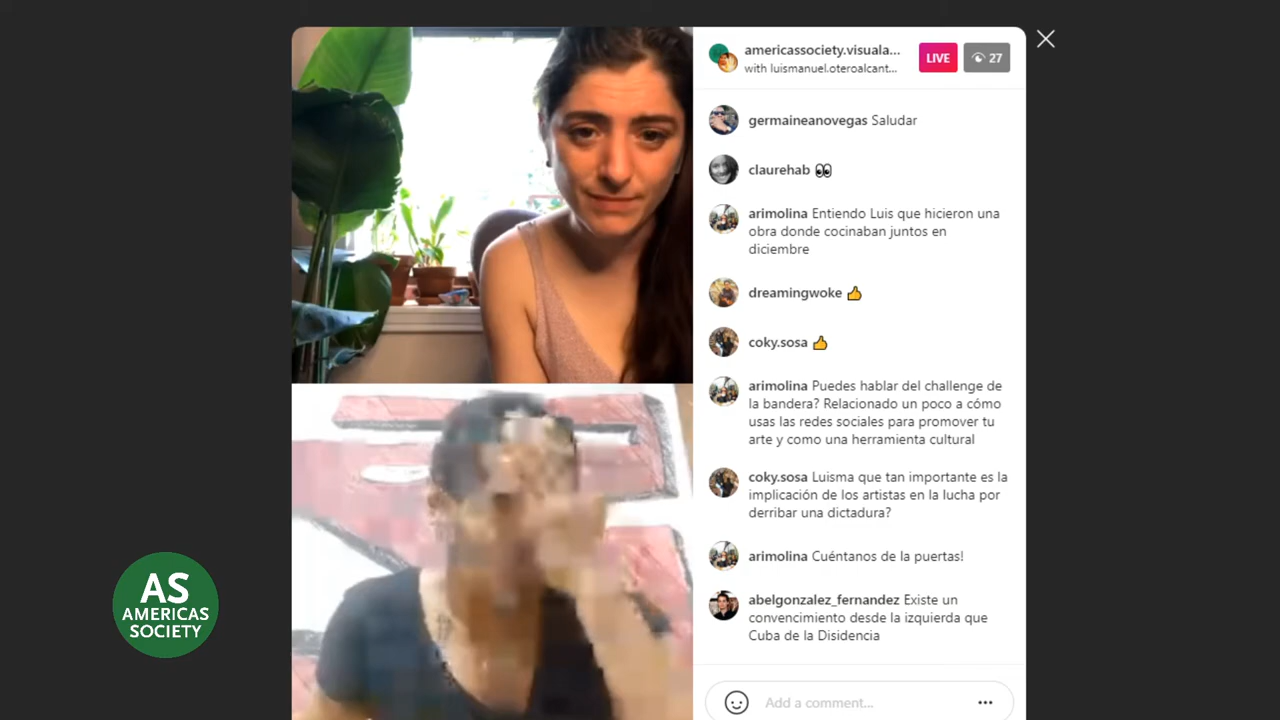 americassociety.visuala...
with luismanuel.oteroalcant...
LIVE
27
germaineanovegas Saludar
claurehab 👀
arimolina Entiendo Luis que hicieron una
obra donde cocinaban juntos en
diciembre
dreamingwoke 👍
coky.sosa 👍
arimolina Puedes hablar del challenge de
la bandera? Relacionado un poco a cómo
usas las redes sociales para promover tu
arte y como una herramienta cultural
coky.sosa Luisma que tan importante es la
implicación de los artistas en la lucha por
derribar una dictadura?
arimolina Cuéntanos de la puertas!
abelgonzalez_fernandez Existe un
convencimiento desde la izquierda que
Cuba de la Disidencia
Add a comment...
AS
AMERICAS
SOCIETY